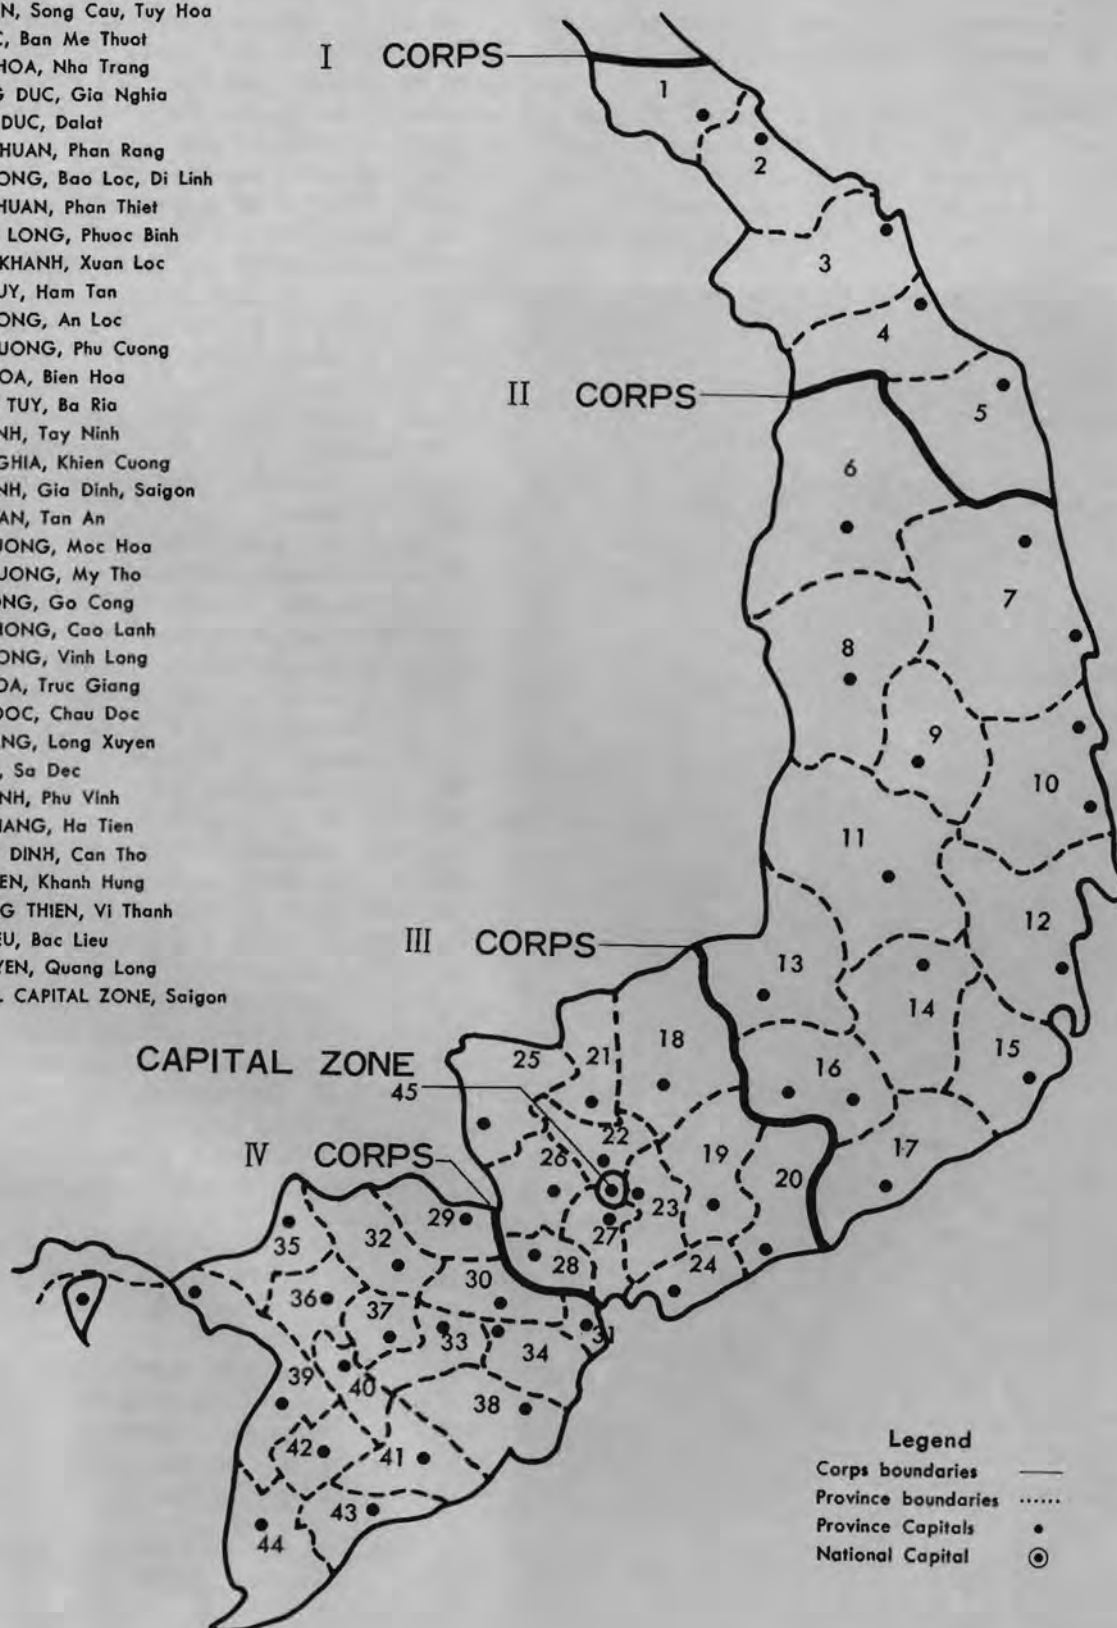 N, Song Cau, Tuy Hoa
C, Ban Me Thuot
HOA, Nha Trang
G DUC, Gia Nghia
DUC, Dalat
HUAN, Phan Rang
ONG, Bao Loc, Di Linh
HUAN, Phan Thiet
LONG, Phuoc Binh
KHANH, Xuan Loc
UY, Ham Tan
ONG, An Loc
UONG, Phu Cuong
OA, Bien Hoa
TUY, Ba Ria
NH, Tay Ninh
GHIA, Khien Cuong
NH, Gia Dinh, Saigon
AN, Tan An
UONG, Moc Hoa
UONG, My Tho
ONG, Go Cong
HONG, Cao Lanh
ONG, Vinh Long
OA, Truc Giang
DOC, Chau Doc
NG, Long Xuyen
, Sa Dec
NH, Phu Vinh
IANG, Ha Tien
DINH, Can Tho
EN, Khanh Hung
G THIEN, Vi Thanh
EU, Bac Lieu
YEN, Quang Long
L CAPITAL ZONE, Saigon
I CORPS
1
2
3
4
II CORPS
5
6
7
8
9
10
11
12
III CORPS
13
14
15
16
17
18
CAPITAL ZONE
45
25
21
22
19
20
26
23
27
24
28
IV CORPS
29
35
32
30
36
37
33
31
34
39
40
38
42
41
43
44
Legend
Corps boundaries
Province boundaries
Province Capitals
National Capital